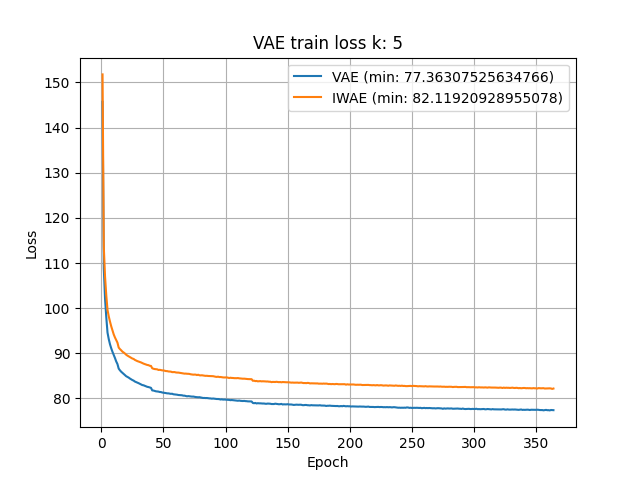 VAE train loss k: 5
VAE (min: 77.36307525634766)
IWAE (min: 82.11920928955078)
Loss
150
140
130
120
110
100
90
80
0 50 100 150 200 250 300 350
Epoch